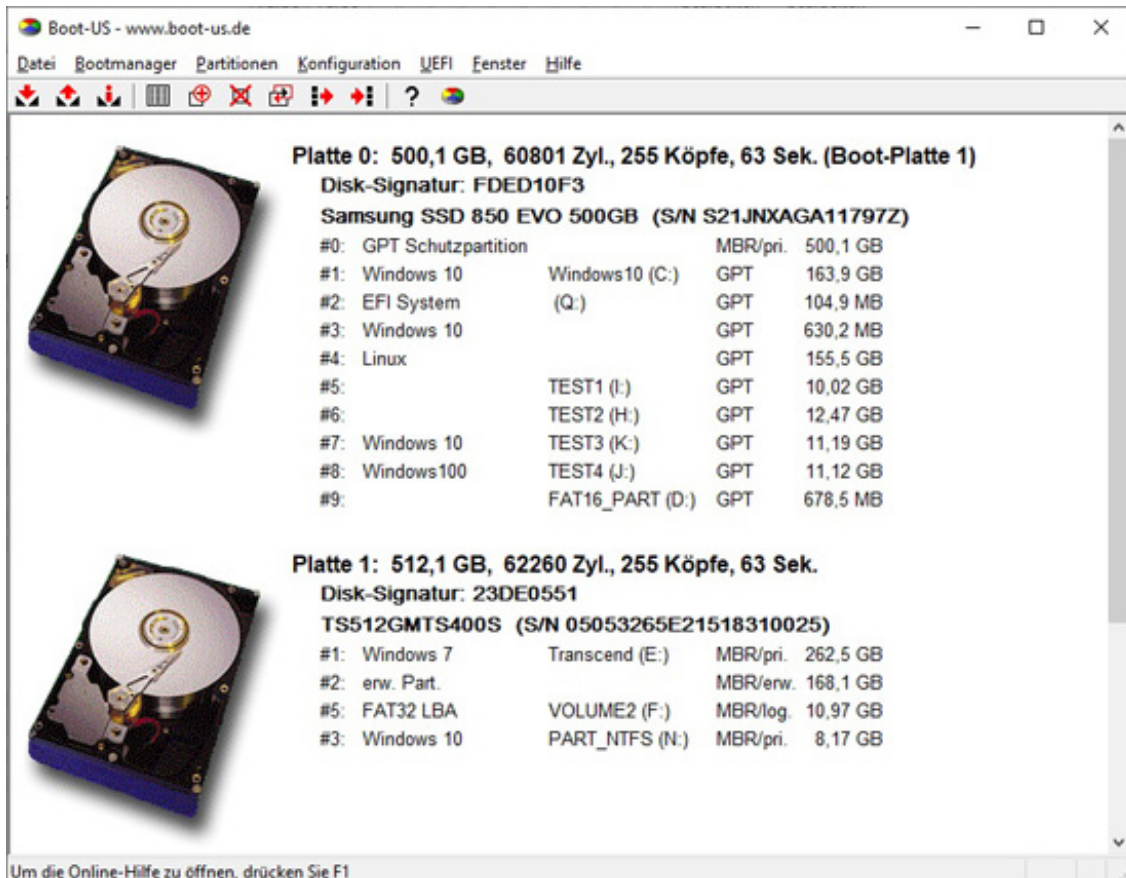 Boot-US - www.boot-us.de
Datei Bootmanager Partitionen Konfiguration UEFI Fenster Hilfe
?
Platte 0: 500,1 GB, 60801 Zyl., 255 Köpfe, 63 Sek. (Boot-Platte 1)
Disk-Signatur: FDED10F3
Samsung SSD 850 EVO 500GB (S/N S21JNXAGA11797Z)
#0: GPT Schutzpartition MBR/pri. 500,1 GB
#1: Windows 10 Windows10 (C:) GPT 163,9 GB
#2: EFI System (Q:) GPT 104,9 MB
#3: Windows 10 GPT 630,2 MB
#4: Linux GPT 155,5 GB
#5: TEST1 (I:) GPT 10,02 GB
#6: TEST2 (H:) GPT 12,47 GB
#7: Windows 10 TEST3 (K:) GPT 11,19 GB
#8: Windows100 TEST4 (J:) GPT 11,12 GB
#9: FAT16_PART (D:) GPT 678,5 MB
Platte 1: 512,1 GB, 62260 Zyl., 255 Köpfe, 63 Sek.
Disk-Signatur: 23DE0551
TS512GMTS400S (S/N 05053265E21518310025)
#1: Windows 7 Transcend (E:) MBR/pri. 262,5 GB
#2: erw. Part. MBR/erw. 168,1 GB
#5: FAT32 LBA VOLUME2 (F:) MBR/log. 10,97 GB
#3: Windows 10 PART_NTFS (N:) MBR/pri. 8,17 GB
Um die Online-Hilfe zu öffnen, drücken Sie F1